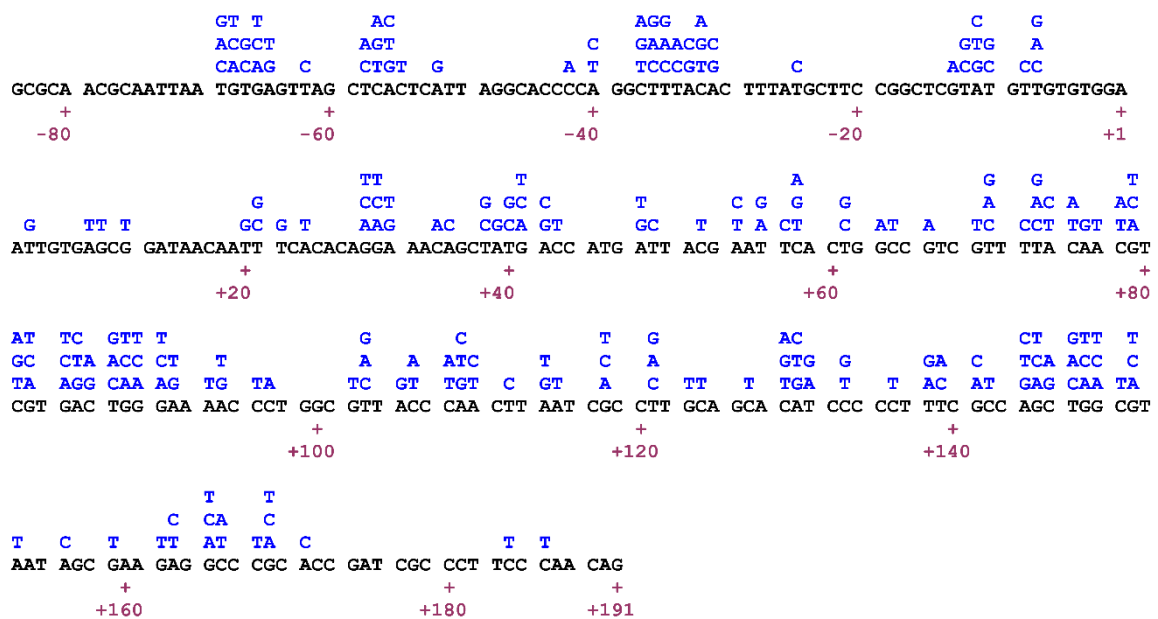 GT T AC AGG A C G
ACGCT AGT C GAAACGC GTG A
CACAG C CTGT G A T TCCCGTG C ACGC CC
GCGCA ACGCAATTAA TGTGAGTTAG CTCACTCATT AGGCACCCCA GGCTTTACAC TTTATGCTTC CGGCTCGTAT GTTGTGTGGA
+ + + + +
-80 -60 -40 -20 +1
TT T A G G T
G CCT G GC C T C G G G A AC A AC
G TTT T GC G T AAG AC CGCA GT GC T T ACT C AT A TC CCT TGTT TA
ATTGTGAGCG GATAACAATT TCACACAGGA AACAGCTATG ACC ATG ATT ACG AAT TCA CTG GCC GTC GTT TTA CAA CGT
+ + + +
+20 +40 +60 +80
AT TC GTT T G C T G AC CT GTT T
GC CTA ACC CT T A A ATC T C A GTG G GA C TCA ACC C
TA AGG CAA AG TG TA TC GT TGT C GT A C TT T TGA T T AC AT GAG CAA TA
CGT GAC TGG GAA AAC CCT GGC GTT ACC CAA CTT AAT CGC CTT GCA GCA CAT CCC CCT TTC GCC AGC TGG CGT
+ + +
+100 +120 +140
T T
C CA C
T C T TT AT TA C T T
AAT AGC GAA GAG GCC CGC ACC GAT CGC CCT TCC CAA CAG
+ + +
+160 +180 +191